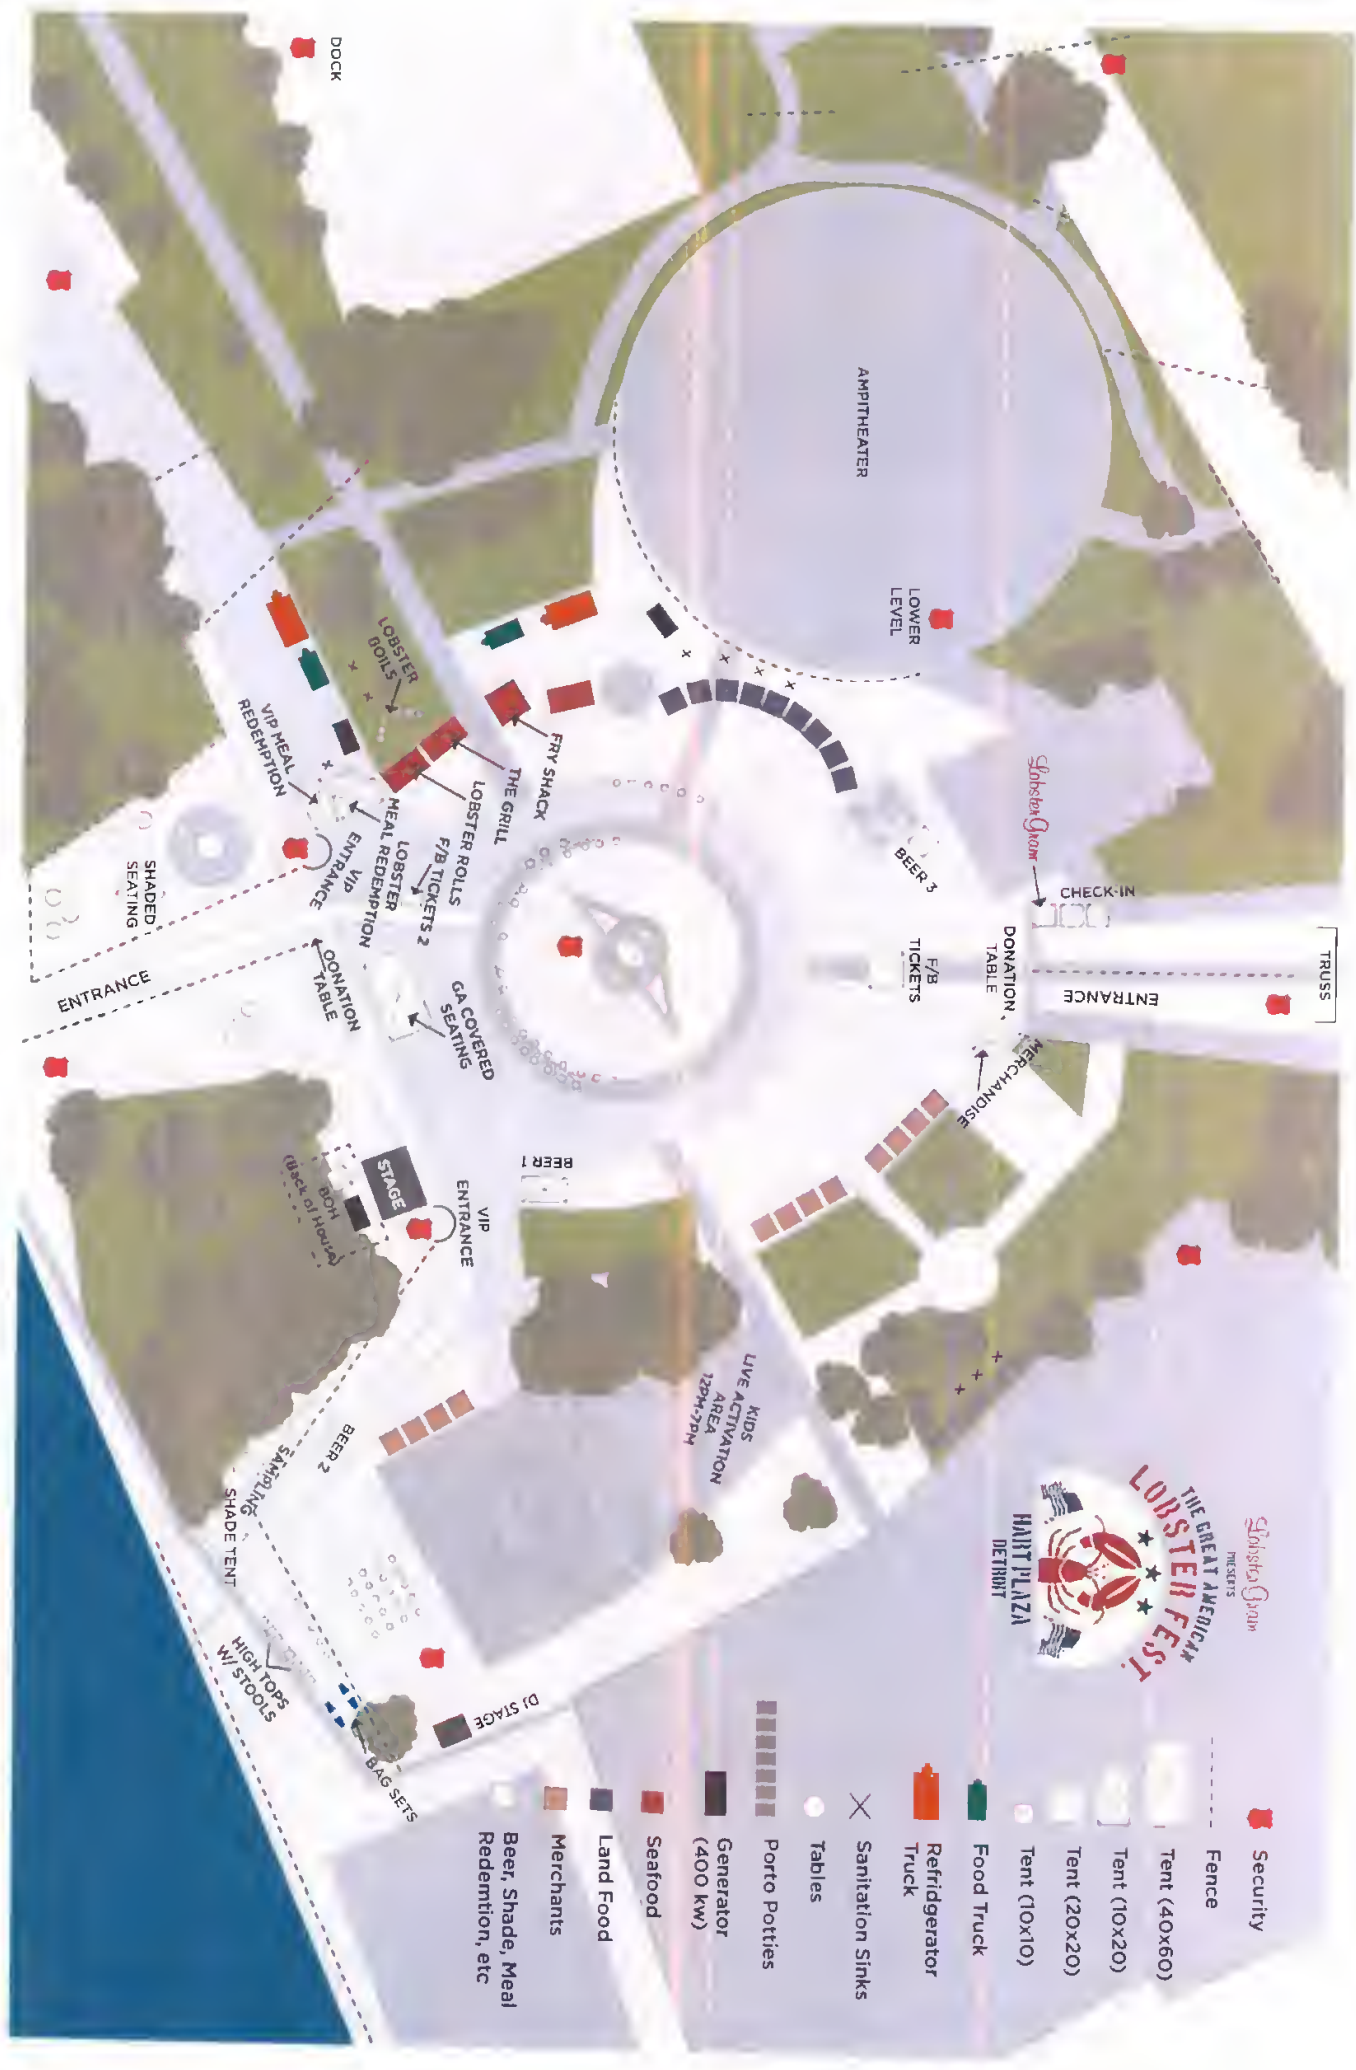 DOCK
AMPITHEATER
LOWER
LEVEL
LOBSTER
BOILS
VIP MEAL
REDEMPTION
FRY SHACK
THE GRILL
LOBSTER ROLLS
F/B TICKETS 2
LOBSTER
MEAL REDEMPTION
VIP
ENTRANCE
SHADED
SEATING
ENTRANCE
DONATION
TABLE
GA COVERED
SEATING
BEER 3
Lobster Gram
CHECK-IN
TRUSS
DONATION
TABLE
F/B
TICKETS
ENTRANCE
MERCHANDISE
STAGE
BOH
(Back of House)
VIP
ENTRANCE
BEER 1
KIDS
LIVE ACTIVATION
AREA
12PM-7PM
BEER 2
SAMPLING
SHADE TENT
HIGH TOPS
W/ STOOLS
BAG SETS
DJ STAGE
Lobster Gram
PRESENTS
THE GREAT AMERICAN
LOBSTER FEST.
HART PLAZA
DETROIT
Security
Fence
Tent (40x60)
Tent (10x20)
Tent (20x20)
Tent (10x10)
Food Truck
Refridgerator
Truck
Sanitation Sinks
Tables
Porto Potties
Generator
(400 kw)
Seafood
Land Food
Merchants
Beer, Shade, Meal
Redemtion, etc